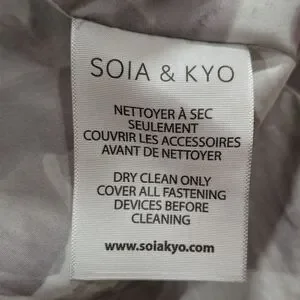 SOIA & KYO
NETTOYER À SEC
SEULEMENT
COUVRIR LES ACCESSOIRES
AVANT DE NETTOYER
DRY CLEAN ONLY
COVER ALL FASTENING
DEVICES BEFORE
CLEANING
www.soiakyo.com